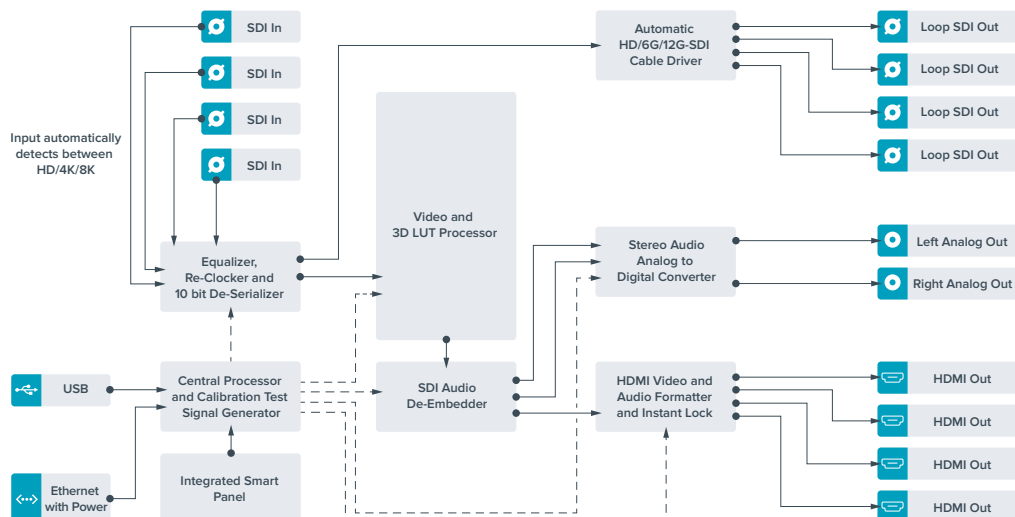 SDI In
SDI In
SDI In
SDI In
Input automatically
detects between
HD/4K/8K
Equalizer,
Re-Clocker and
10 bit De-Serializer
USB
Central Processor
and Calibration Test
Signal Generator
Ethernet
with Power
Integrated Smart
Panel
Video and
3D LUT Processor
SDI Audio
De-Embedder
Automatic
HD/6G/12G-SDI
Cable Driver
Loop SDI Out
Loop SDI Out
Loop SDI Out
Loop SDI Out
Stereo Audio
Analog to
Digital Converter
Left Analog Out
Right Analog Out
HDMI Video and
Audio Formatter
and Instant Lock
HDMI Out
HDMI Out
HDMI Out
HDMI Out